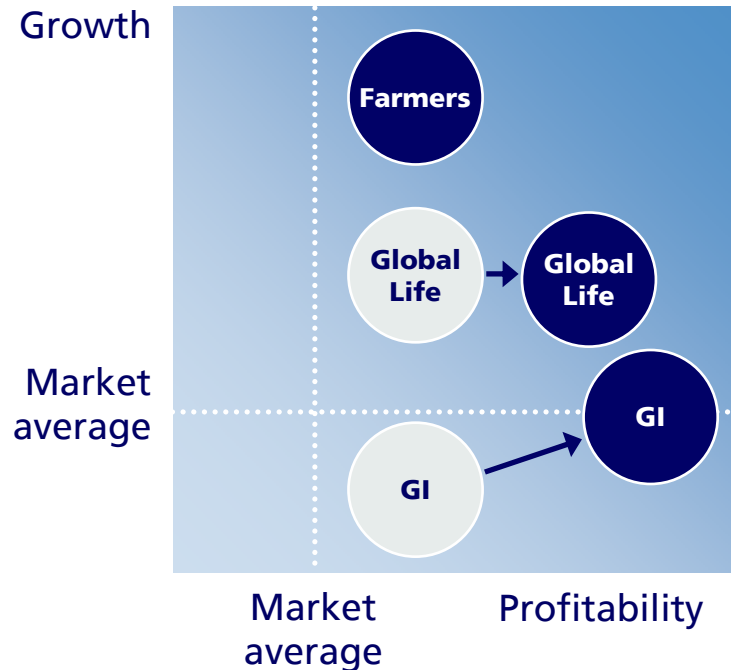 Growth
Farmers
Global
Life
Global
Life
Market
average
GI
GI
Market
average
Profitability